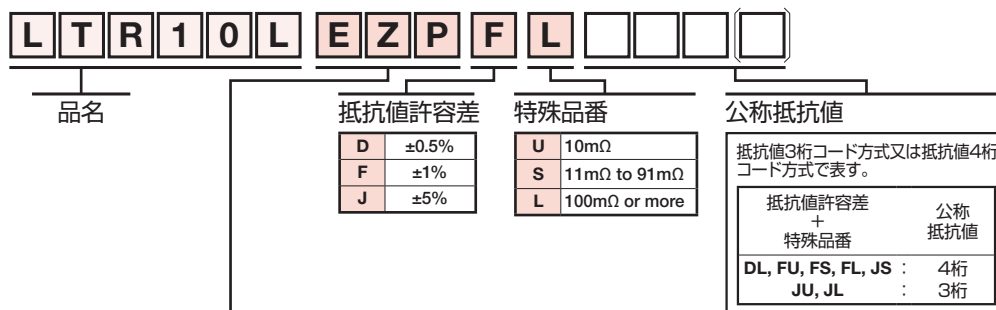 LTR10L EZP F L
品名
抵抗値許容差
D ±0.5%
F ±1%
J ±5%
特殊品番
U 10mΩ
S 11mΩ to 91mΩ
L 100mΩ or more
公称抵抗値
抵抗値3桁コード方式又は抵抗値4桁
コード方式で表す。
抵抗値許容差
+
特殊品番
公称
抵抗値
DL, FU, FS, FL, JS : 4桁
JU, JL : 3桁